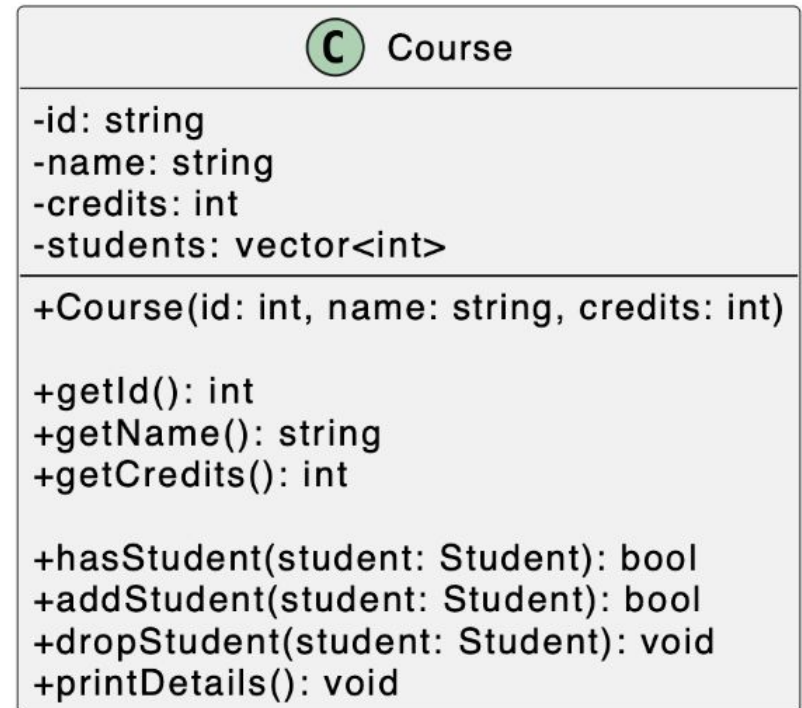 C Course
-id: string
-name: string
-credits: int
-students: vector<int>
+Course(id: int, name: string, credits: int)
+getId(): int
+getName(): string
+getCredits(): int
+hasStudent(student: Student): bool
+addStudent(student: Student): bool
+dropStudent(student: Student): void
+printDetails(): void